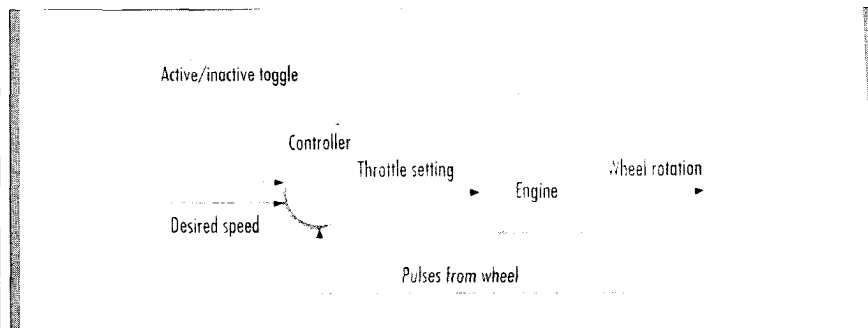 Active/inactive toggle
Controller
Throttle setting
Wheel rotation
Engine
Desired speed
Pulses from wheel